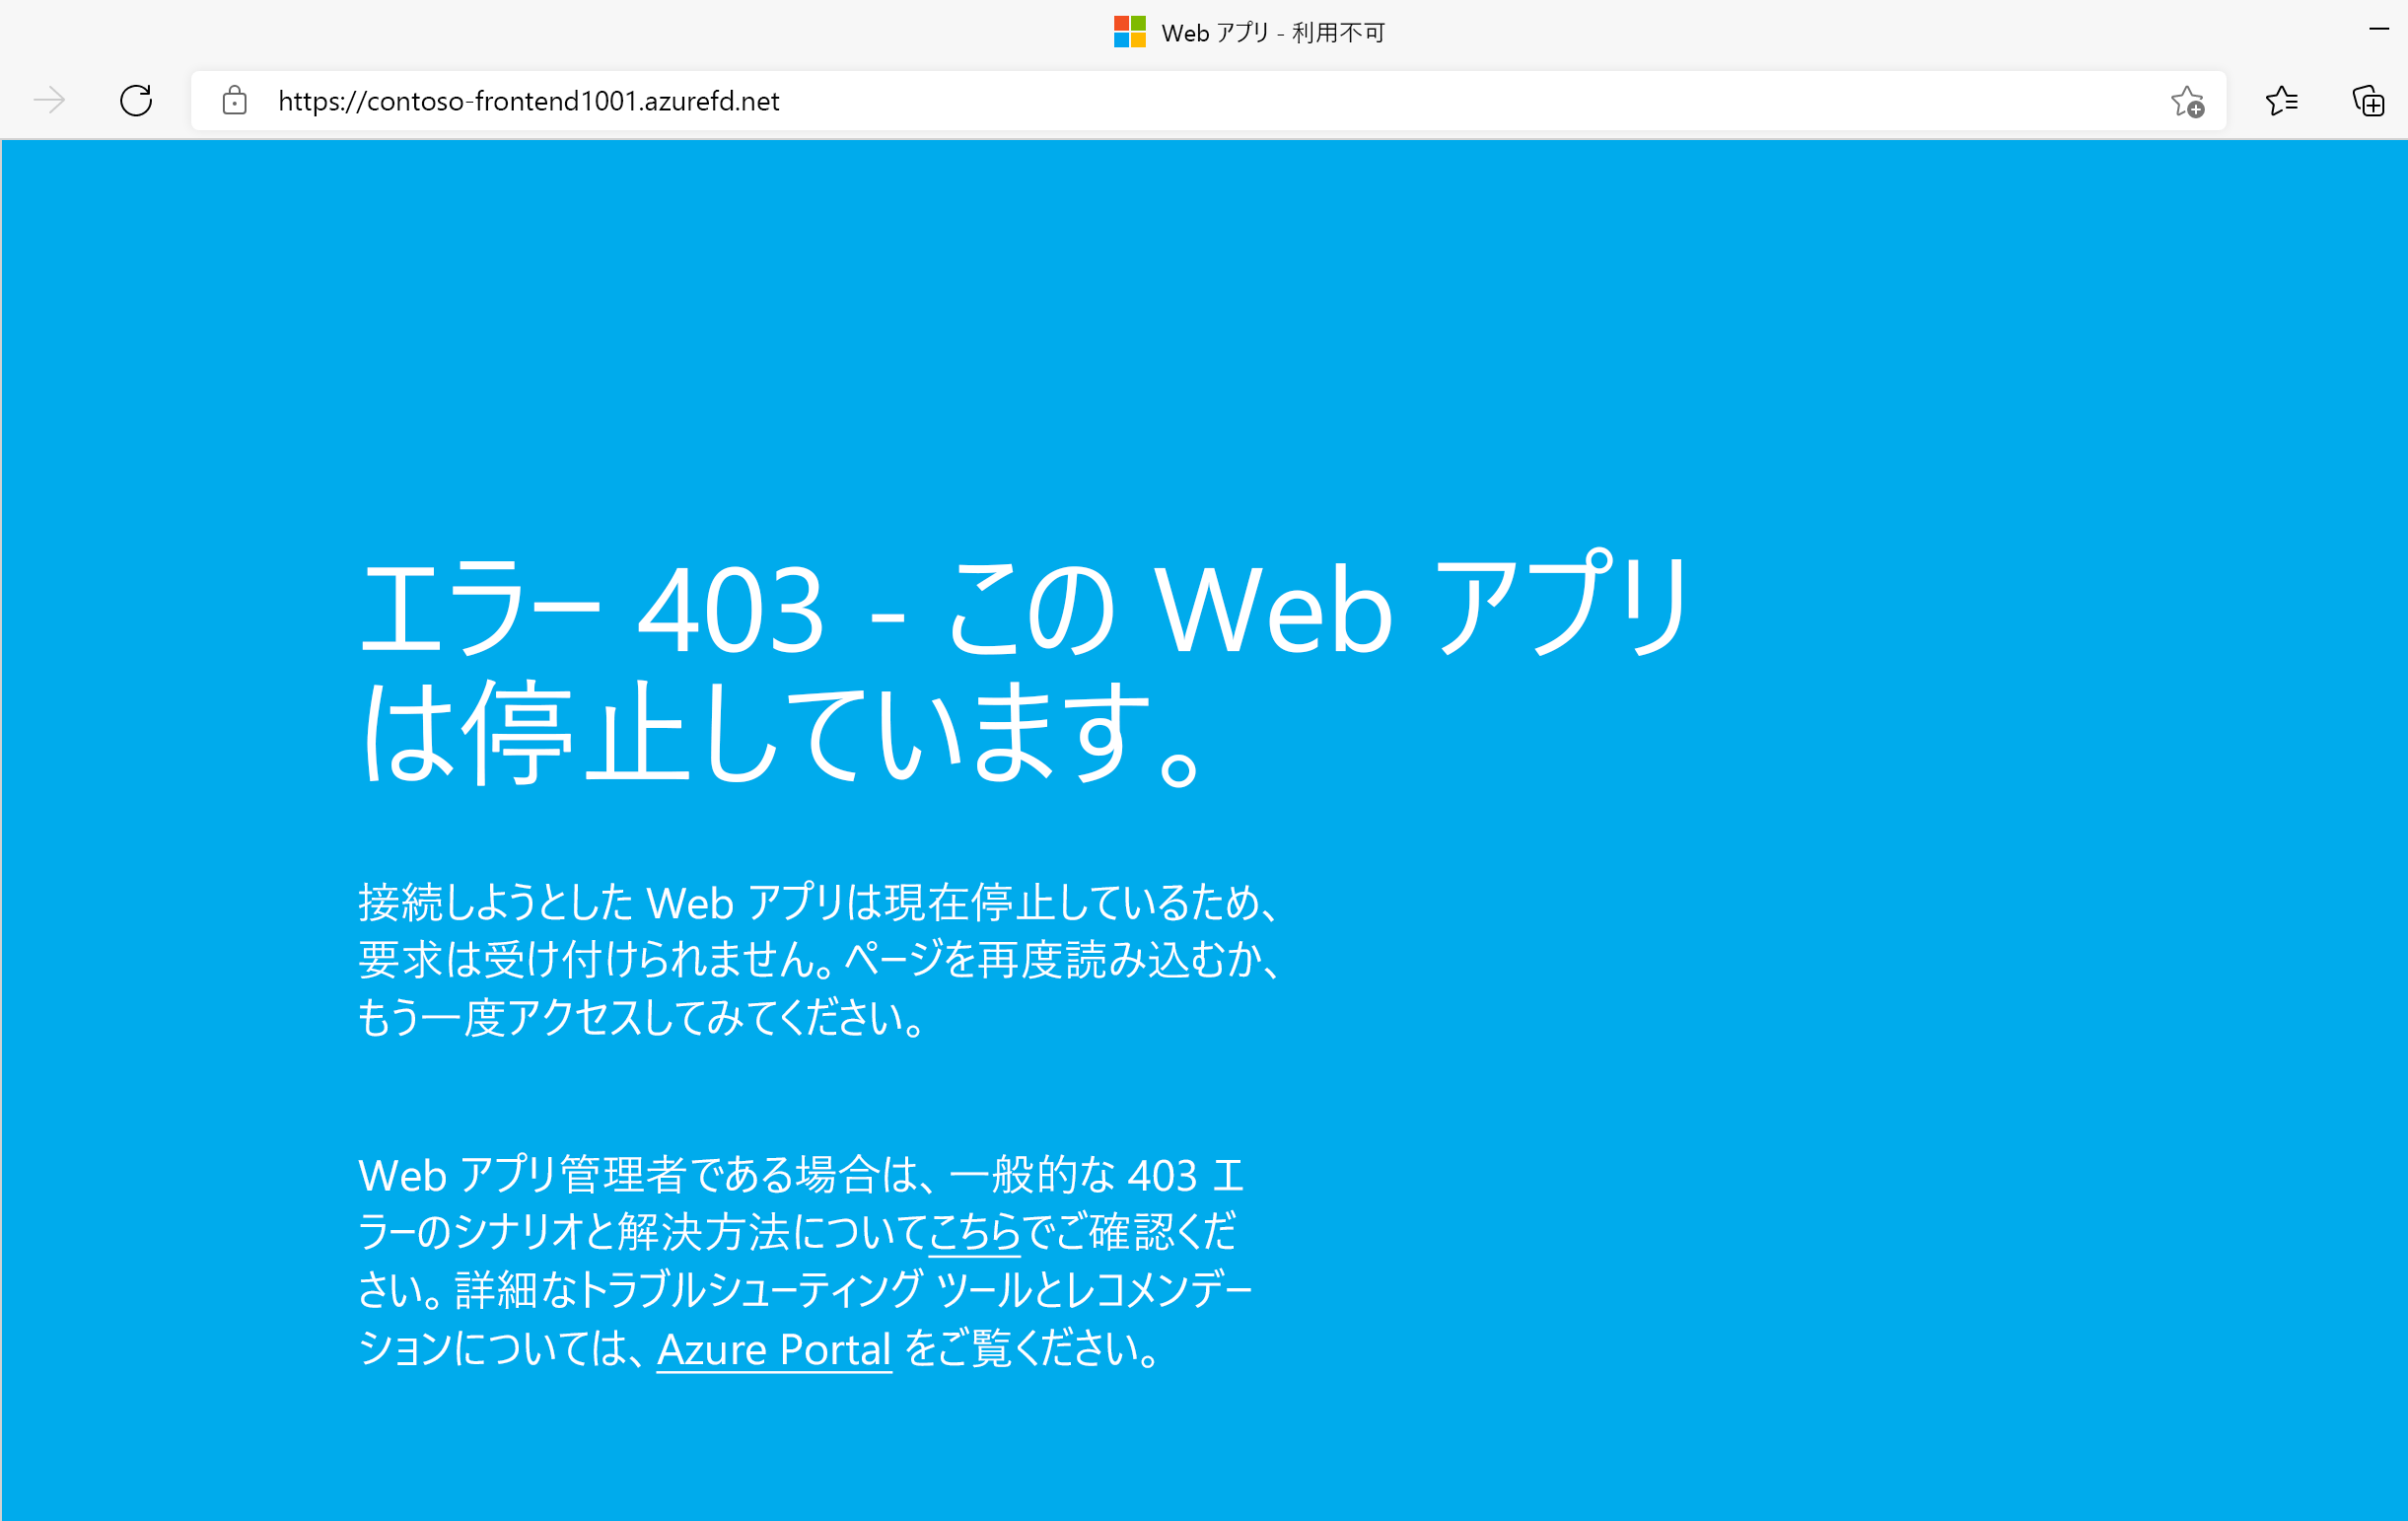 Web アプリ - 利用不可
https://contoso-frontend1001.azurefd.net
エラー 403 - この Web アプリ
は停止しています。
接続しようとした Web アプリは現在停止しているため、
要求は受け付けられません。ページを再度読み込むか、
もう一度アクセスしてみてください。
Web アプリ管理者である場合は、一般的な 403 エ
ラーのシナリオと解決方法についてこちらでご確認くだ
さい。詳細なトラブルシューティング ツールとレコメンデー
ションについては、Azure Portal をご覧ください。